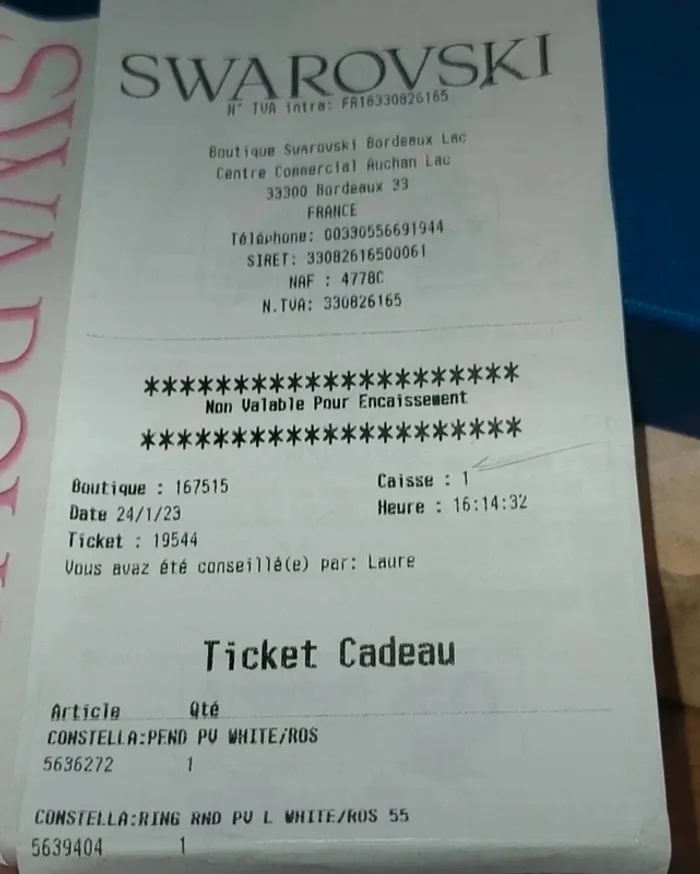 SWAROVSKI
N° TVA intra: FR16330826165
Boutique Swarovski Bordeaux Lac
Centre Commercial Auchan Lac
33300 Bordeaux 33
FRANCE
Téléphone: 00330556691944
SIRET: 33082616500061
NAF : 4778C
N.TVA: 330826165
*********************
Non Valable Pour Encaissement
*********************
Boutique : 167515 Caisse : 1
Date 24/1/23 Heure : 16:14:32
Ticket : 19544
Vous avaz été conseillé(e) par: Laure
Ticket Cadeau
Article Qté
CONSTELLA:PEND PV WHITE/ROS
5636272 1
CONSTELLA:RING RND PV L WHITE/ROS 55
5639404 1